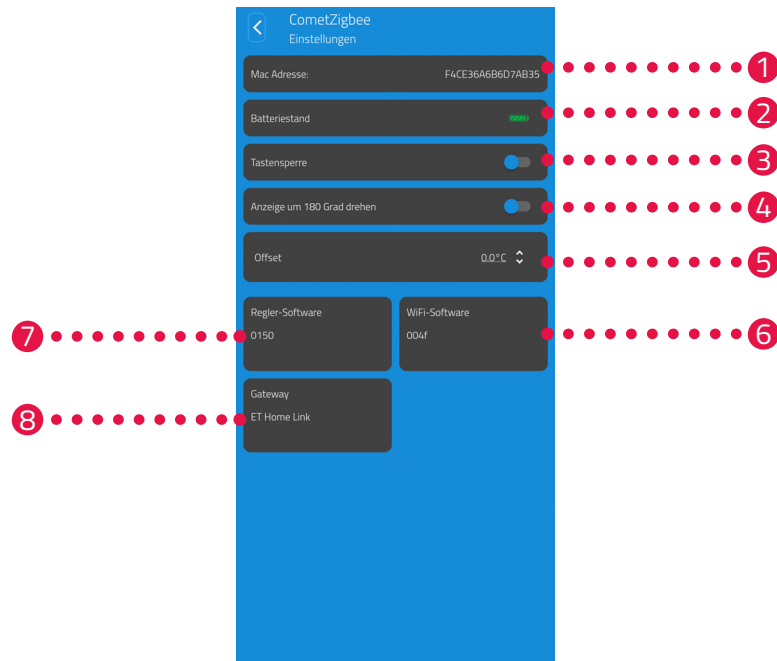 CometZigbee
Einstellungen
Mac Adresse: F4CE36A6B6D7AB35
1
Batteriestand
2
Tastensperre
3
Anzeige um 180 Grad drehen
4
Offset 0.0°C
5
Regler-Software
0150
7
WiFi-Software
004f
6
Gateway
ET Home Link
8